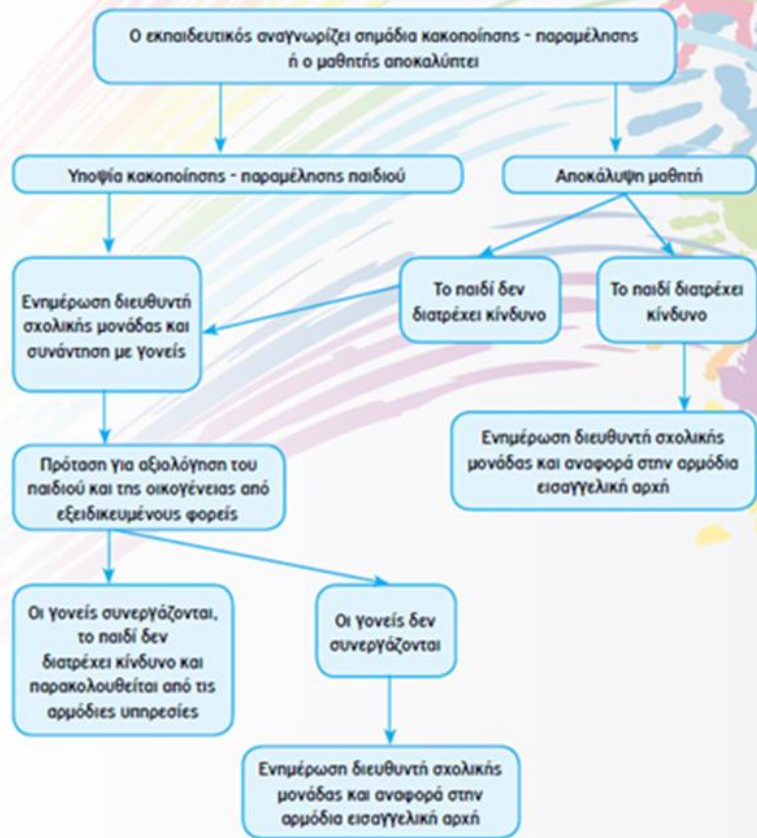 Ο εκπαιδευτικός αναγνωρίζει σημάδια κακοποίησης - παραμέλησης
ή ο μαθητής αποκαλύπτει
Υποψία κακοποίησης - παραμέλησης παιδιού
Αποκάλυψη μαθητή
Ενημέρωση διευθυντή
σχολικής μονάδας και
συνάντηση με γονείς
Το παιδί δεν
διατρέχει κίνδυνο
Το παιδί διατρέχει
κίνδυνο
Ενημέρωση διευθυντή σχολικής
μονάδας και αναφορά στην αρμόδια
εισαγγελική αρχή
Πρόταση για αξιολόγηση του
παιδιού και της οικογένειας από
εξειδικευμένους φορείς
Οι γονείς συνεργάζονται,
το παιδί δεν
διατρέχει κίνδυνο και
παρακολουθείται από τις
αρμόδιες υπηρεσίες
Οι γονείς δεν
συνεργάζονται
Ενημέρωση διευθυντή σχολικής
μονάδας και αναφορά στην
αρμόδια εισαγγελική αρχή